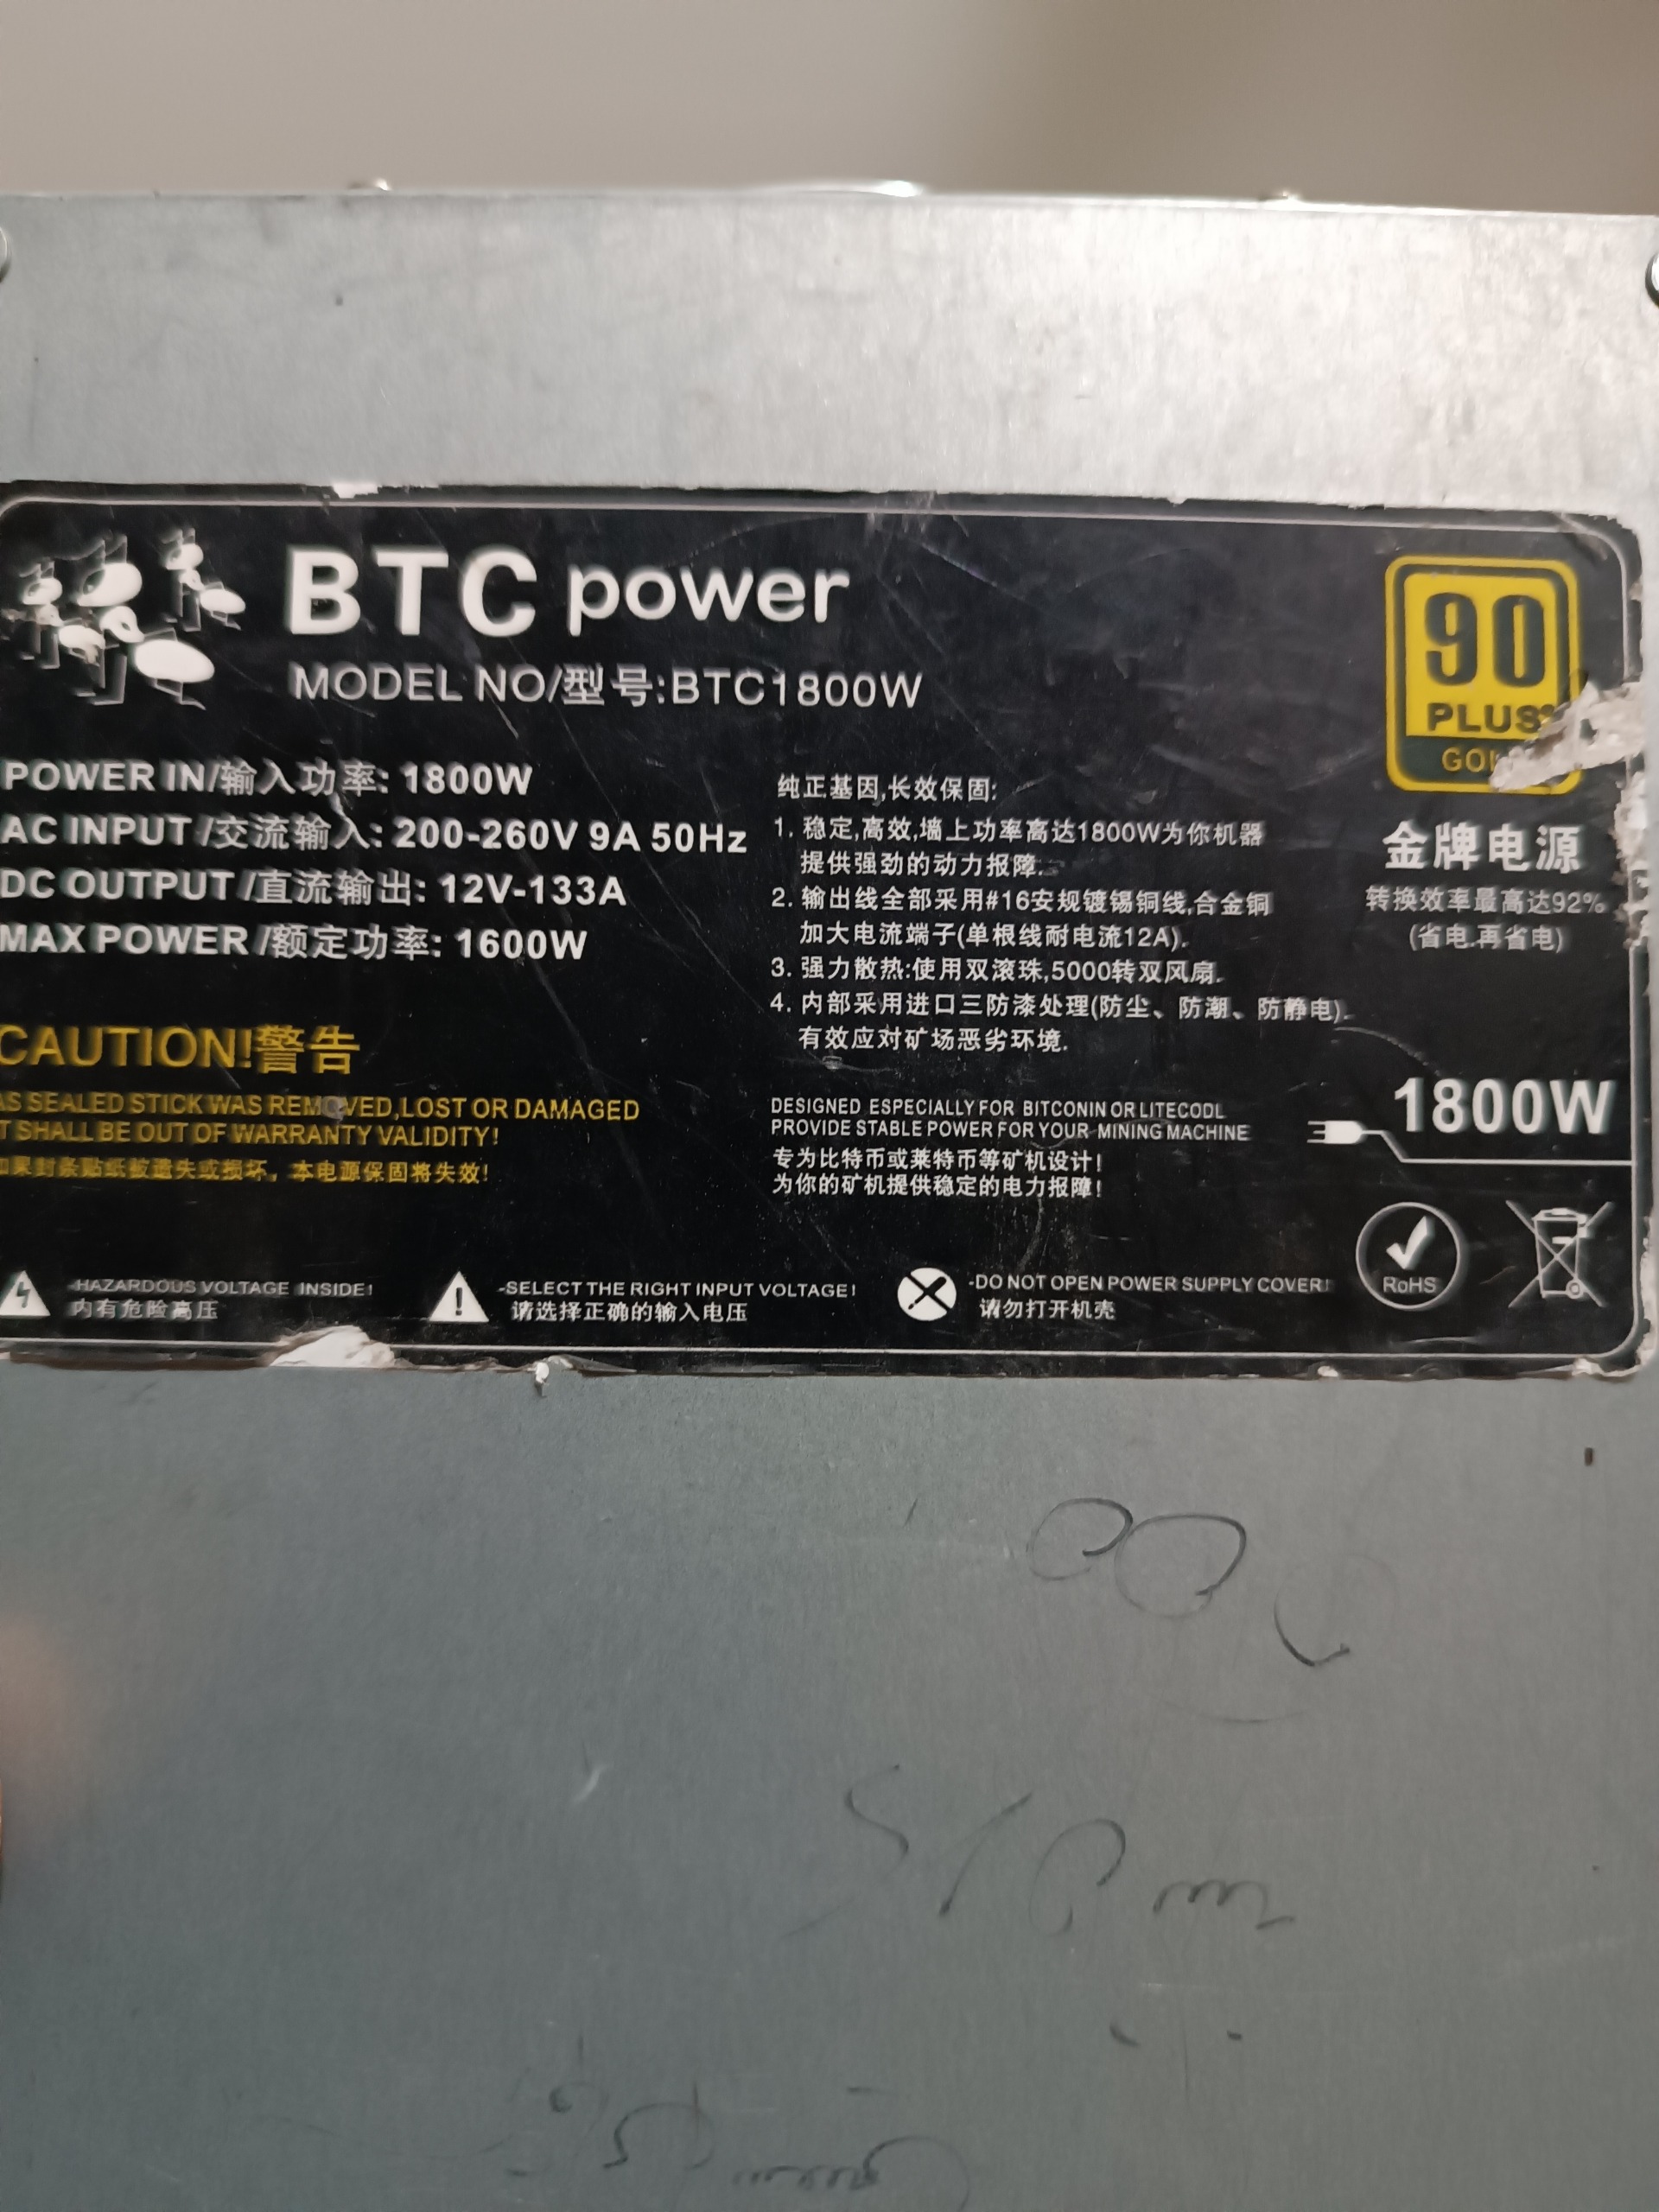 BTC power
MODEL NO/型号:BTC1800W
90
PLUS
POWER IN/输入功率: 1800W
AC INPUT /交流输入: 200-260V 9A 50Hz
DC OUTPUT /直流输出: 12V-133A
MAX POWER /额定功率: 1600W
纯正基因,长效保固:
1. 稳定,高效,墙上功率高达1800W为你机器
提供强劲的动力报障.
2. 输出线全部采用#16安规镀锡铜线,合金铜
加大电流端子(单根线耐电流12A).
3. 强力散热:使用双滚珠,5000转双风扇.
4. 内部采用进口三防漆处理(防尘、防潮、防静电).
有效应对矿场恶劣环境.
金牌电源
转换效率最高达92%
(省电.再省电)
CAUTION!警告
AS SEALED STICK WAS REMOVED,LOST OR DAMAGED
IT SHALL BE OUT OF WARRANTY VALIDITY!
如果封条贴纸被遗失或损坏。本电源保固将失效!
DESIGNED ESPECIALLY FOR BITCONIN OR LITECODL
PROVIDE STABLE POWER FOR YOUR MINING MACHINE
专为比特币或莱特币等矿机设计!
为你的矿机提供稳定的电力报障!
1800W
-HAZARDOUS VOLTAGE INSIDE!
内有危险高压
-SELECT THE RIGHT INPUT VOLTAGE!
请选择正确的输入电压
-DO NOT OPEN POWER SUPPLY COVER!
请勿打开机壳
RoHS